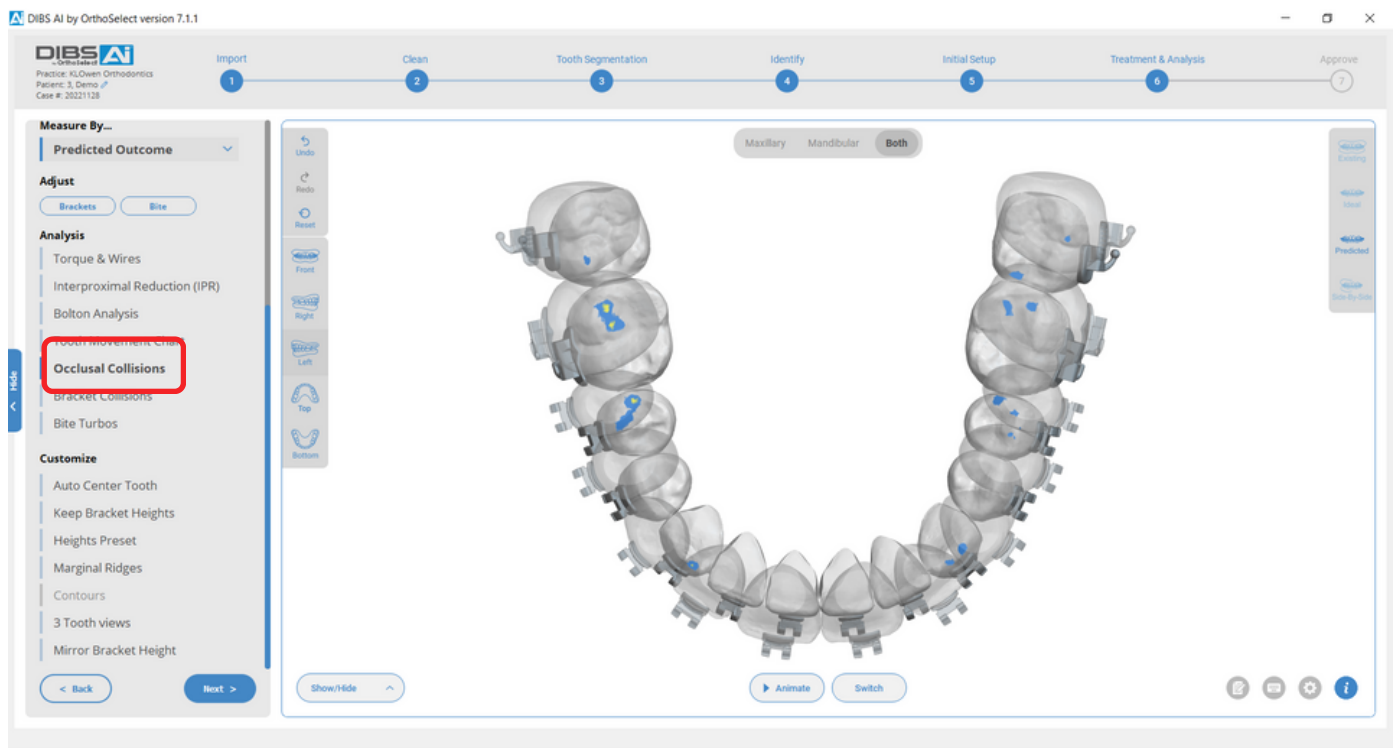 DIBS AI by OrthoSelect version 7.1.1
DIBS Ai
by OrthoSelect
Practice: KLOwen Orthodontics
Patient: 3, Demo
Case #: 20221128
Import
Clean
Tooth Segmentation
Identify
Initial Setup
Treatment & Analysis
Approve
1
2
3
4
5
6
7
Measure By...
Predicted Outcome
Adjust
Brackets
Bite
Analysis
Torque & Wires
Interproximal Reduction (IPR)
Bolton Analysis
Tooth Movement Chart
Occlusal Collisions
Bracket Collisions
Bite Turbos
Customize
Auto Center Tooth
Keep Bracket Heights
Heights Preset
Marginal Ridges
Contours
3 Tooth views
Mirror Bracket Height
< Back
Next >
Hide
Undo
Redo
Reset
Front
Right
Left
Top
Bottom
Maxillary
Mandibular
Both
Existing
Ideal
Predicted
Side-By-Side
Show/Hide
Animate
Switch
i